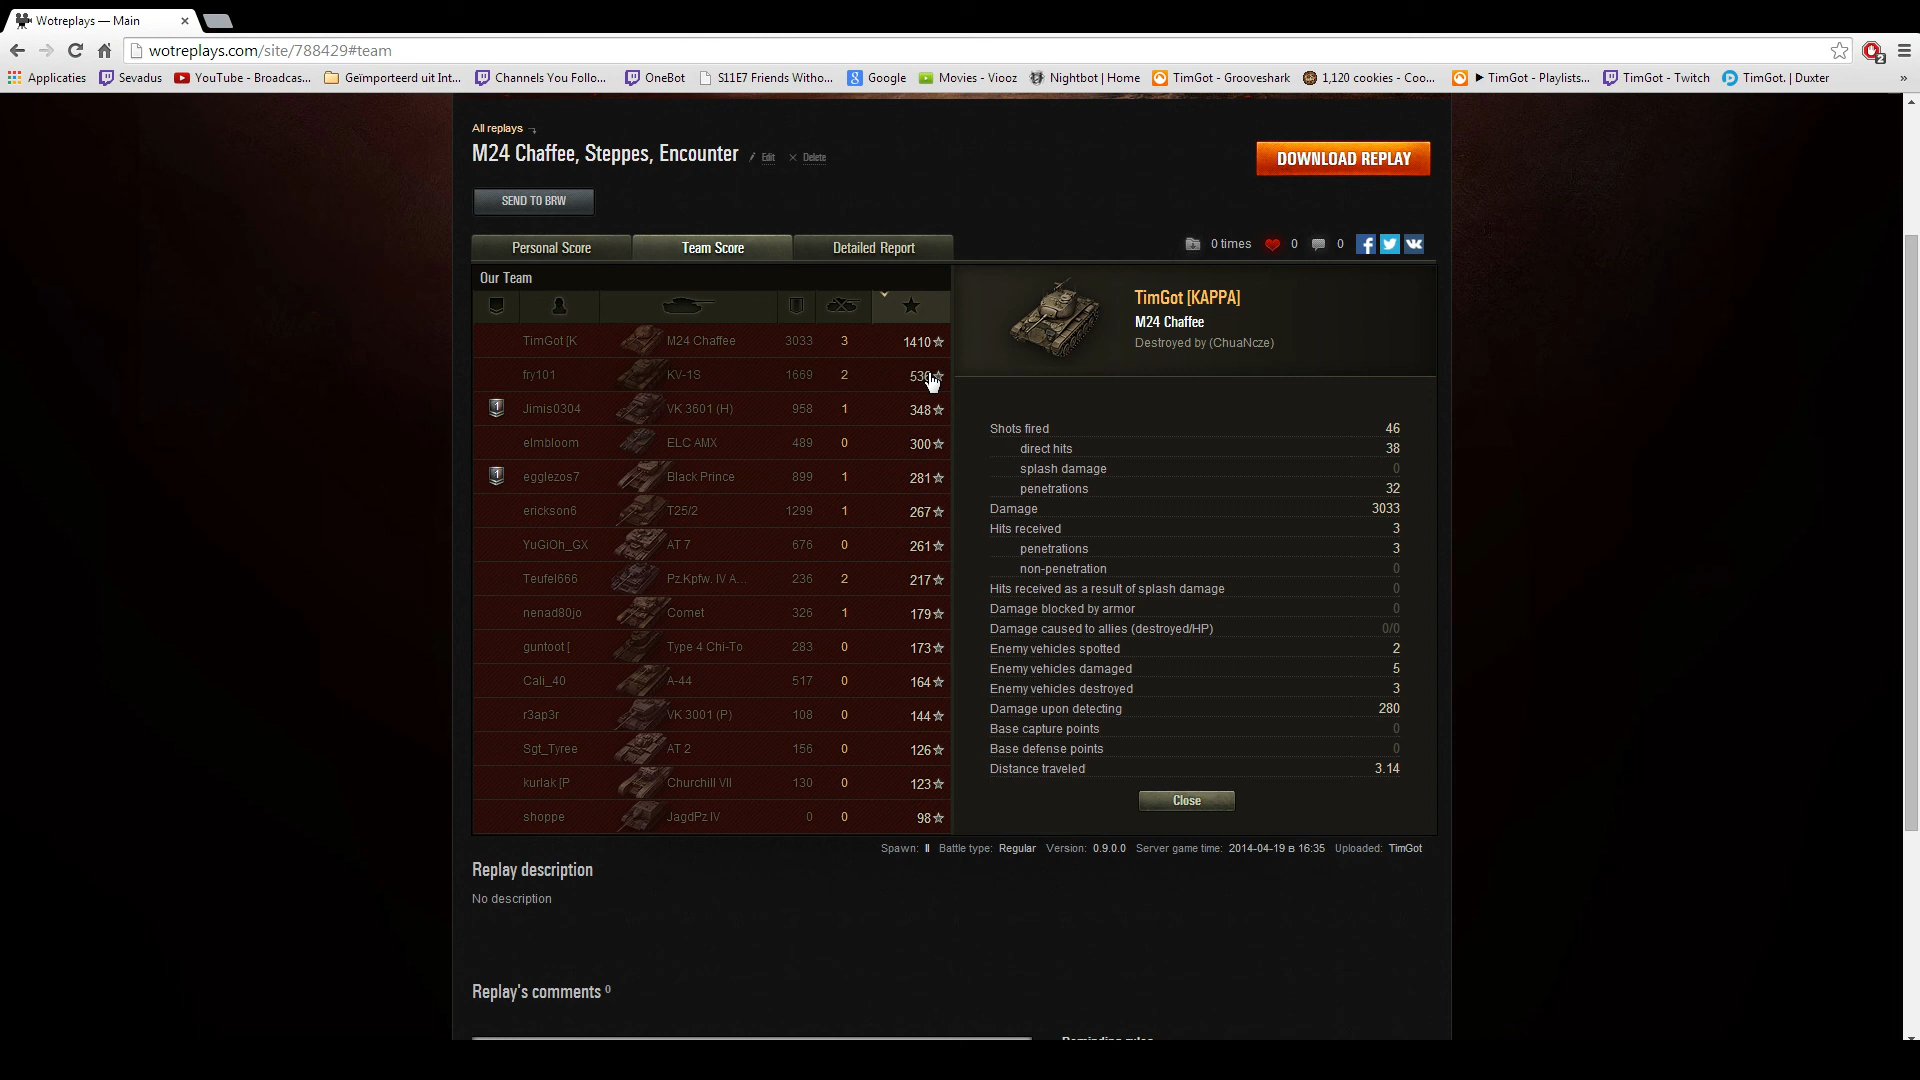 Wotreplays — Main
wotreplays.com/site/788429#team
Applicaties Sevadus YouTube - Broadcas... Geïmporteerd uit Int... Channels You Follo... OneBot S11E7 Friends Witho... Google Movies - Viooz Nightbot | Home TimGot - Grooveshark 1,120 cookies - Coo... ▶ TimGot - Playlists... TimGot - Twitch TimGot. | Duxter »
All replays
M24 Chaffee, Steppes, Encounter Edit Delete
DOWNLOAD REPLAY
SEND TO BRW
Personal Score Team Score Detailed Report 0 times 0 0
Our Team
TimGot [K M24 Chaffee 3033 3 1410
fry101 KV-1S 1669 2
1 Jimis0304 VK 3601 (H) 958 1 348
elmbloom ELC AMX 489 0 300
1 egglezos7 Black Prince 899 1 281
erickson6 T25/2 1299 1 267
YuGiOh_GX AT 7 676 0 261
Teufel666 Pz.Kpfw. IV A... 236 2 217
nenad80jo Comet 326 1 179
guntoot [ Type 4 Chi-To 283 0 173
Cali_40 A-44 517 0 164
r3ap3r VK 3001 (P) 108 0 144
Sgt_Tyree AT 2 156 0 126
kurlak [P Churchill VII 130 0 123
shoppe JagdPz IV 0 0 98
TimGot [KAPPA]
M24 Chaffee
Destroyed by (ChuaNcze)
Shots fired 46
direct hits 38
splash damage 0
penetrations 32
Damage 3033
Hits received 3
penetrations 3
non-penetration 0
Hits received as a result of splash damage 0
Damage blocked by armor 0
Damage caused to allies (destroyed/HP) 0/0
Enemy vehicles spotted 2
Enemy vehicles damaged 5
Enemy vehicles destroyed 3
Damage upon detecting 280
Base capture points 0
Base defense points 0
Distance traveled 3.14
Close
Spawn: II Battle type: Regular Version: 0.9.0.0 Server game time: 2014-04-19 в 16:35 Uploaded: TimGot
Replay description
No description
Replay's comments 0